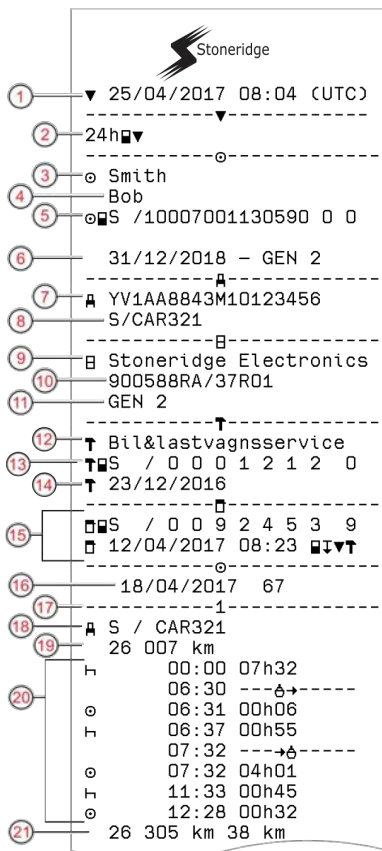 Stoneridge
1 ▼ 25/04/2017 08:04 (UTC)
2 24h▼
3 Smith
4 Bob
5 S /10007001130590 0 0
6 31/12/2018 – GEN 2
7 YV1AA8843M10123456
8 S/CAR321
9 Stoneridge Electronics
10 900588RA/37R01
11 GEN 2
12 Bil&lastvagnsservice
13 S / 0 0 0 1 2 1 2 0
14 23/12/2016
15 S / 0 0 9 2 4 5 3 9
12/04/2017 08:23
16 18/04/2017 67
17 -----------1-----------
18 S / CAR321
19 26 007 km
20 00:00 07h32
06:30 -------
06:31 00h06
06:37 00h55
07:32 -------
07:32 04h01
11:33 00h45
12:28 00h32
21 26 305 km 38 km